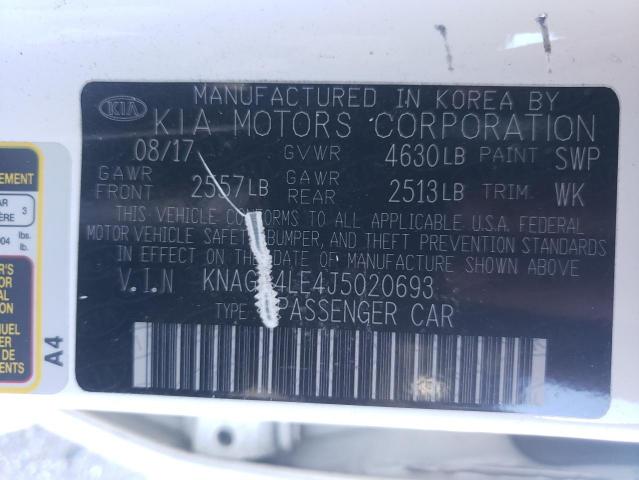 MANUFACTURED IN KOREA BY
KIA
KIA MOTORS CORPORATION
08/17 GVWR 4630LB PAINT SWP
GAWR FRONT 2557LB GAWR REAR 2513LB TRIM WK
THIS VEHICLE CONFORMS TO ALL APPLICABLE U.S.A. FEDERAL
MOTOR VEHICLE SAFETY, BUMPER, AND THEFT PREVENTION STANDARDS
IN EFFECT ON THE DATE OF MANUFACTURE SHOWN ABOVE
V.I.N
TYPE: PASSENGER CAR
A4